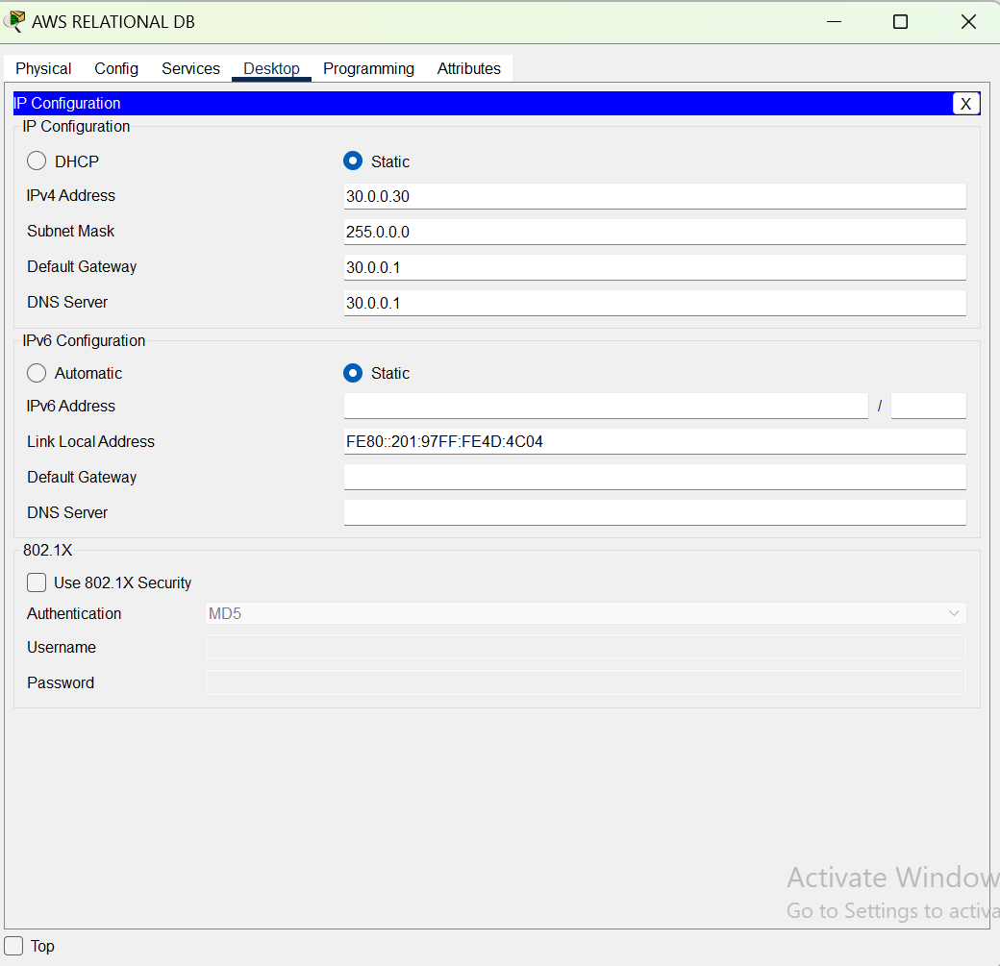 AWS RELATIONAL DB
Physical Config Services Desktop Programming Attributes
IP Configuration X
IP Configuration
DHCP Static
IPv4 Address 30.0.0.30
Subnet Mask 255.0.0.0
Default Gateway 30.0.0.1
DNS Server 30.0.0.1
IPv6 Configuration
Automatic Static
IPv6 Address /
Link Local Address FE80::201:97FF:FE4D:4C04
Default Gateway
DNS Server
802.1X
Use 802.1X Security
Authentication MD5
Username
Password
Activate Window
Go to Settings to activa
Top